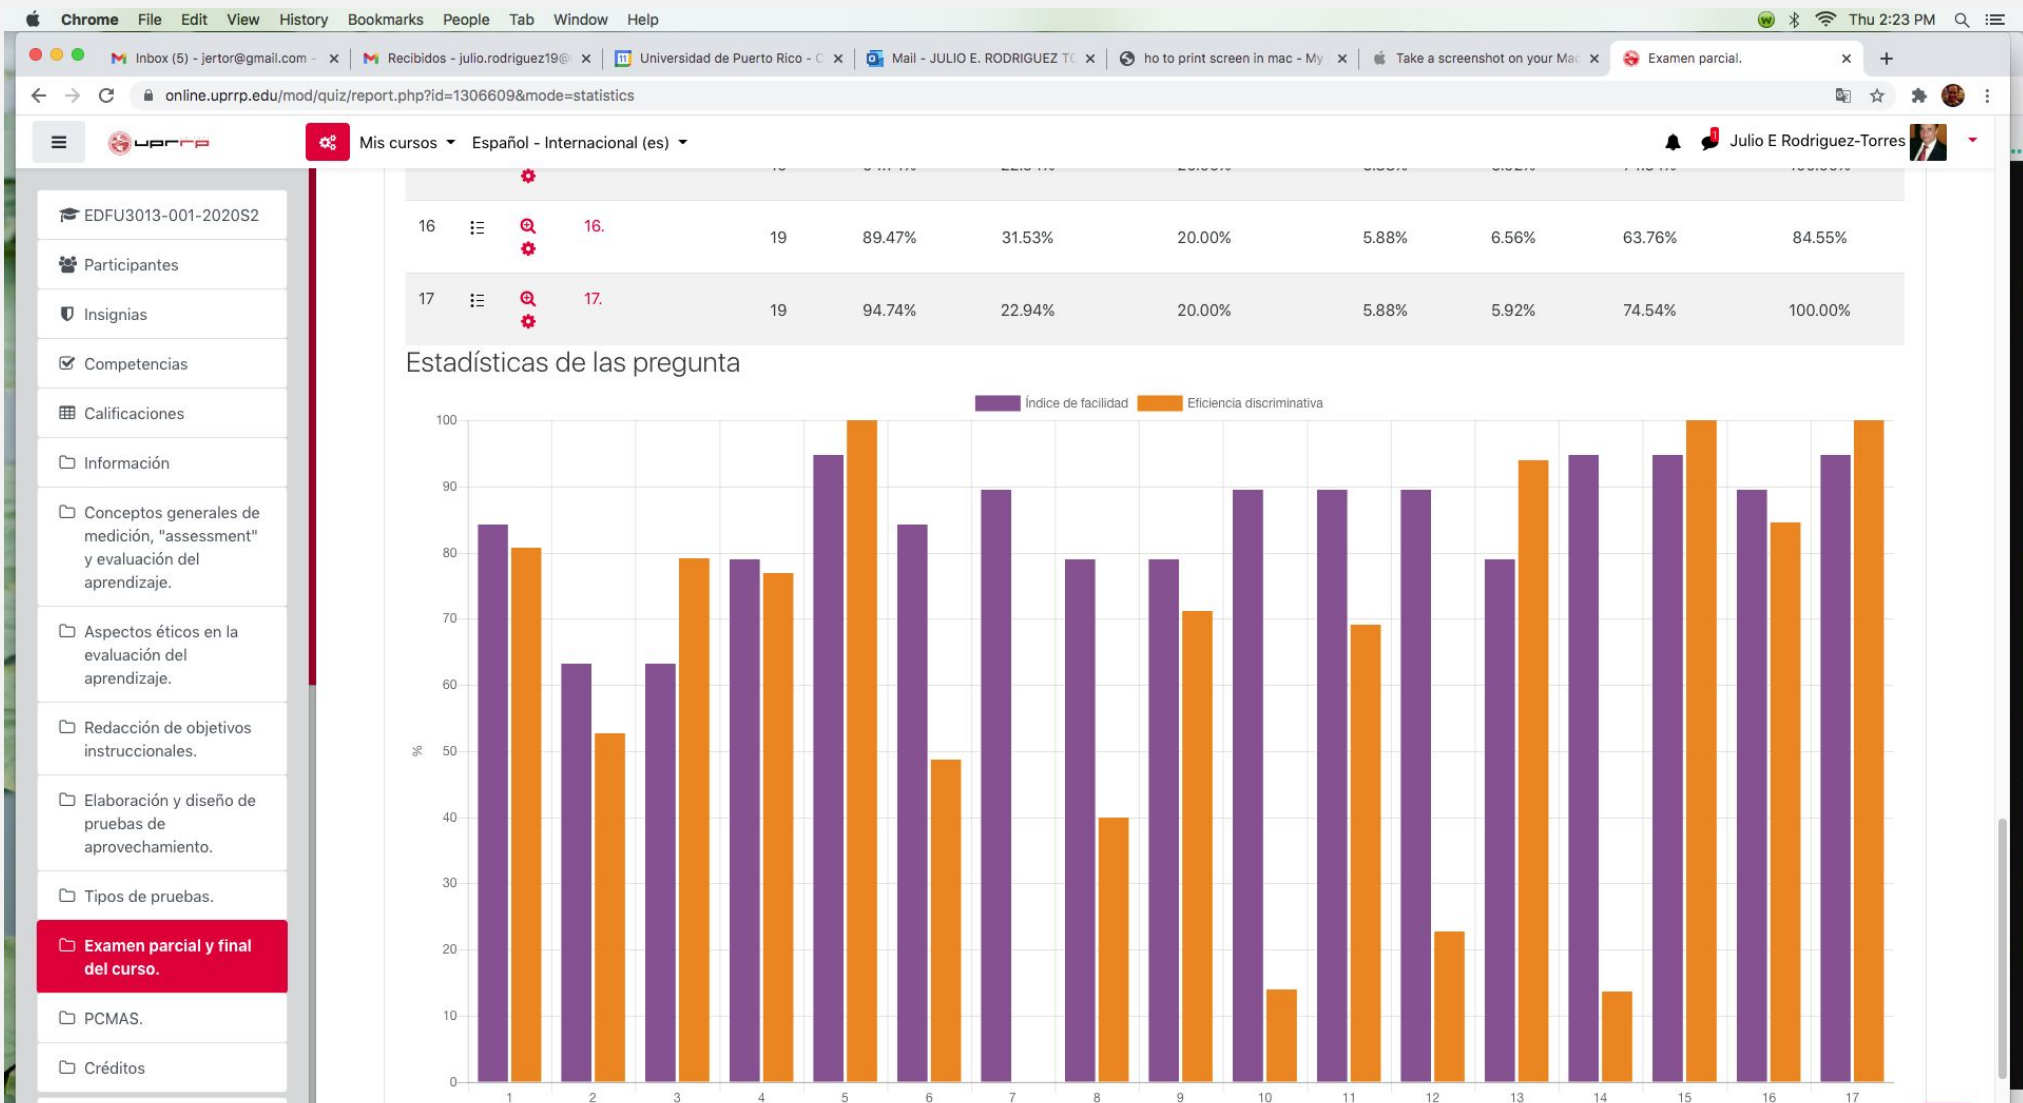 Chrome File Edit View History Bookmarks People Tab Window Help
Thu 2:23 PM
Inbox (5) - jertor@gmail.com -
Recibidos - julio.rodriguez19@
Universidad de Puerto Rico - C
Mail - JULIO E. RODRIGUEZ TO
ho to print screen in mac - My
Take a screenshot on your Mac
Examen parcial.
online.uprrp.edu/mod/quiz/report.php?id=1306609&mode=statistics
uprrp
Mis cursos
Español - Internacional (es)
1
Julio E Rodriguez-Torres
EDFU3013-001-2020S2
Participantes
Insignias
Competencias
Calificaciones
Información
Conceptos generales de
medición, "assessment"
y evaluación del
aprendizaje.
Aspectos éticos en la
evaluación del
aprendizaje.
Redacción de objetivos
instruccionales.
Elaboración y diseño de
pruebas de
aprovechamiento.
Tipos de pruebas.
Examen parcial y final
del curso.
PCMAS.
Créditos
16 16. 19 89.47% 31.53% 20.00% 5.88% 6.56% 63.76% 84.55%
17 17. 19 94.74% 22.94% 20.00% 5.88% 5.92% 74.54% 100.00%
Estadísticas de las pregunta
Índice de facilidad Eficiencia discriminativa
100
90
80
70
60
%
50
40
30
20
10
0
1 2 3 4 5 6 7 8 9 10 11 12 13 14 15 16 17